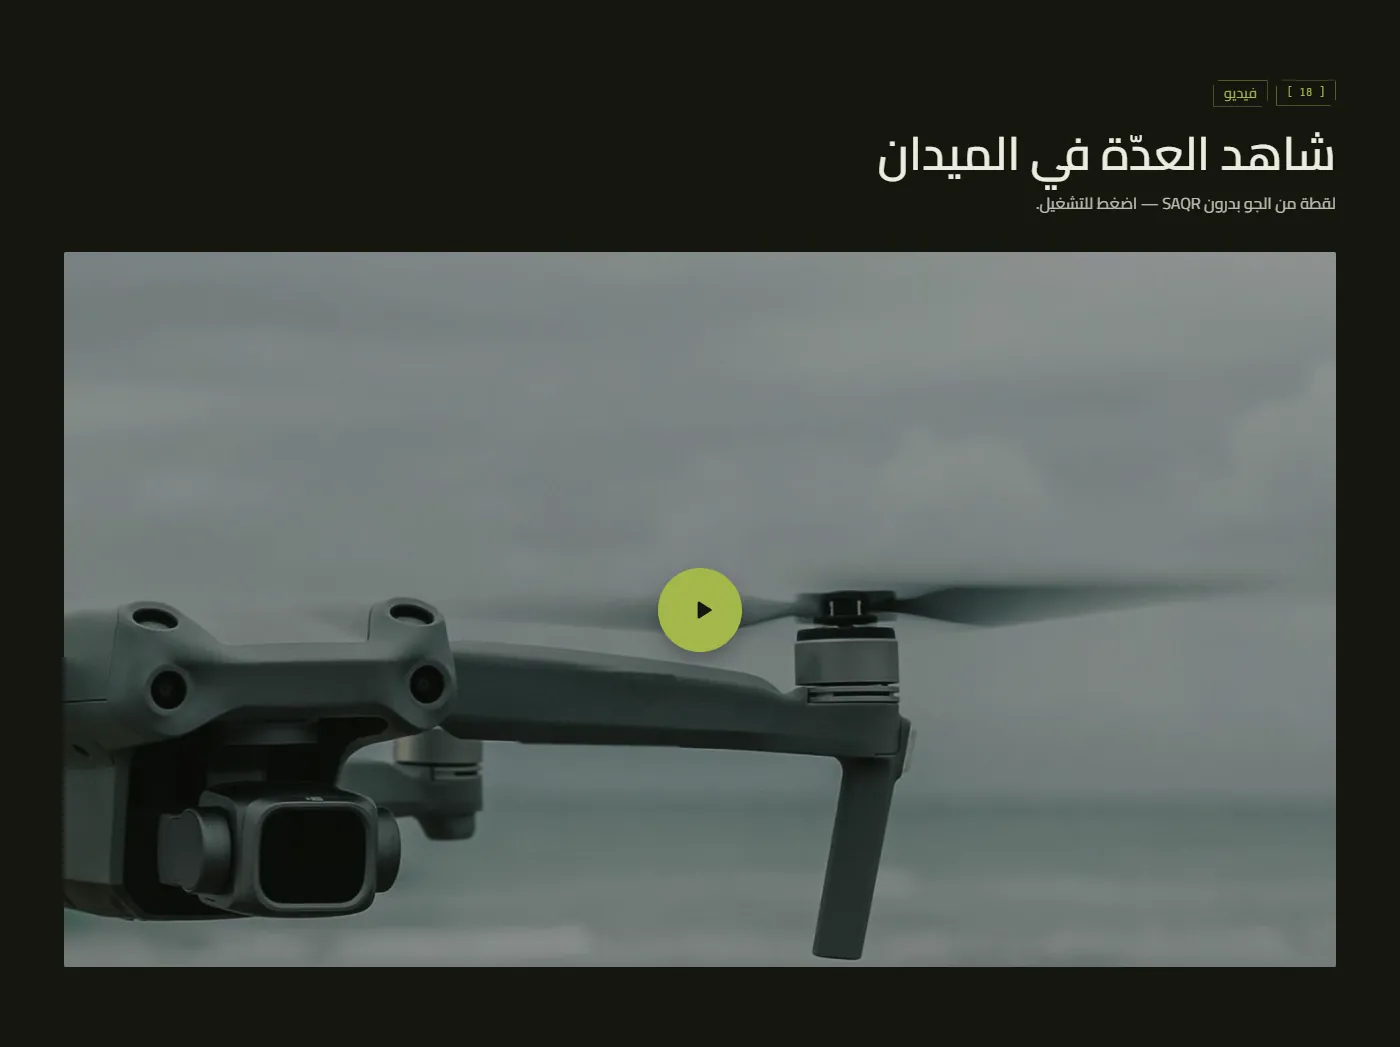 [ 18 ] فيديو
شاهد العدّة في الميدان
لقطة من الجو بدرون SAQR — اضغط للتشغيل.